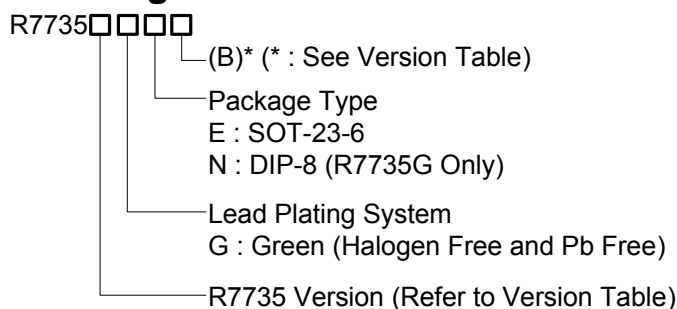 R7735□□□□
(B)* (* : See Version Table)
Package Type
E : SOT-23-6
N : DIP-8 (R7735G Only)
Lead Plating System
G : Green (Halogen Free and Pb Free)
R7735 Version (Refer to Version Table)